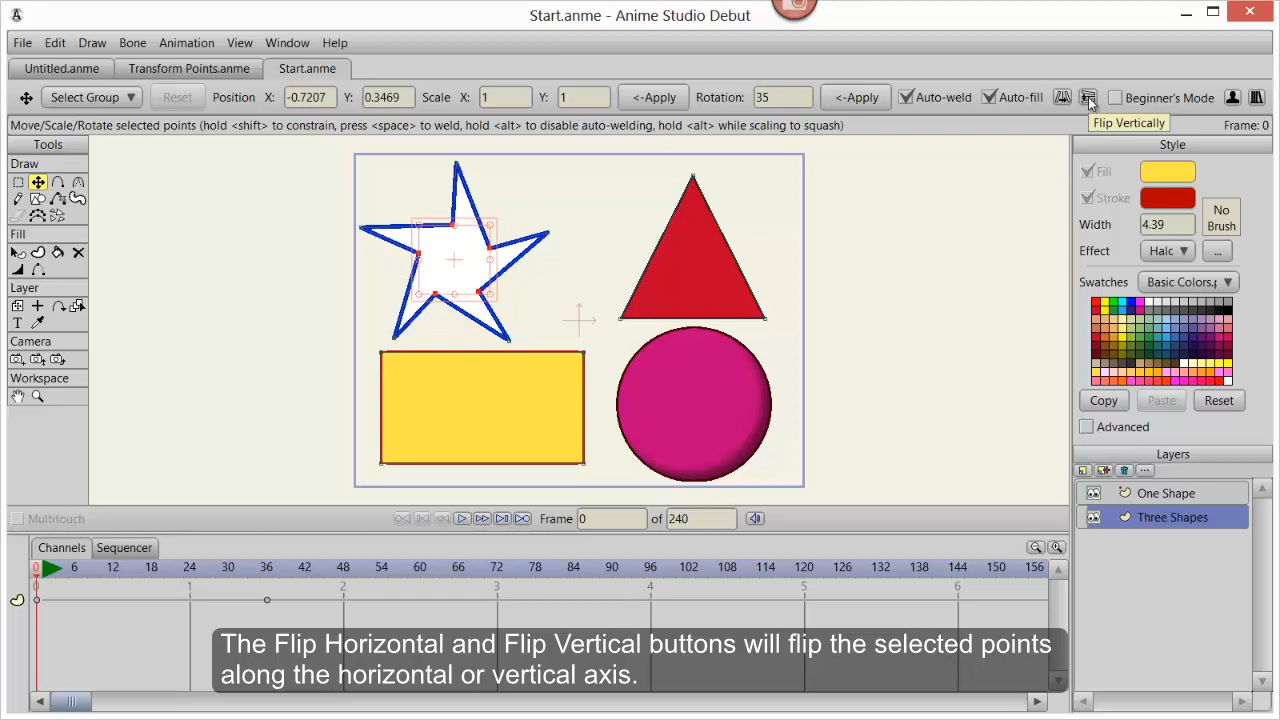 Start.anme - Anime Studio Debut
File Edit Draw Bone Animation View Window Help
Untitled.anme Transform Points.anme Start.anme
Select Group Reset Position X: -0.7207 Y: 0.3469 Scale X: 1 Y: 1 <-Apply Rotation: 35 <-Apply Auto-weld Auto-fill Beginner's Mode
Flip Vertically
Move/Scale/Rotate selected points (hold <shift> to constrain, press <space> to weld, hold <alt> to disable auto-welding, hold <alt> while scaling to squash) Frame: 0
Tools
Draw
Fill
Layer
Camera
Workspace
Style
Fill
Stroke
No
Brush
Width 4.39
Effect Halc ...
Swatches Basic Colors.p
Copy Paste Reset
Advanced
Layers
One Shape
Three Shapes
Multitouch Frame 0 of 240
Channels Sequencer
0 6 12 18 24 30 36 42 48 54 60 66 72 78 84 90 96 102 108 114 120 126 132 138 144 150 156
0 1 2 3 4 5 6
The Flip Horizontal and Flip Vertical buttons will flip the selected points
along the horizontal or vertical axis.